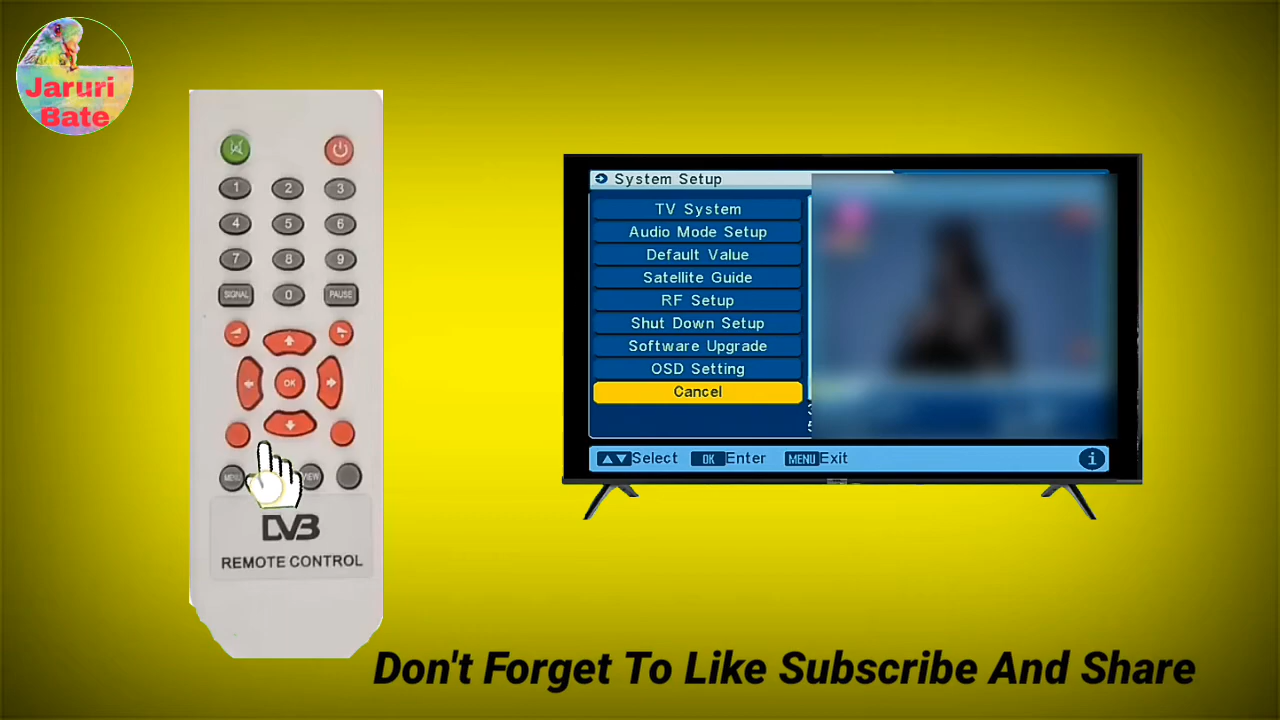 Jaruri
Bate
1 2 3
4 5 6
7 8 9
SIGNAL 0 PAUSE
OK
MENU
DVB
REMOTE CONTROL
System Setup
TV System
Audio Mode Setup
Default Value
Satellite Guide
RF Setup
Shut Down Setup
Software Upgrade
OSD Setting
Cancel
Select OK Enter MENU Exit i
Don't Forget To Like Subscribe And Share